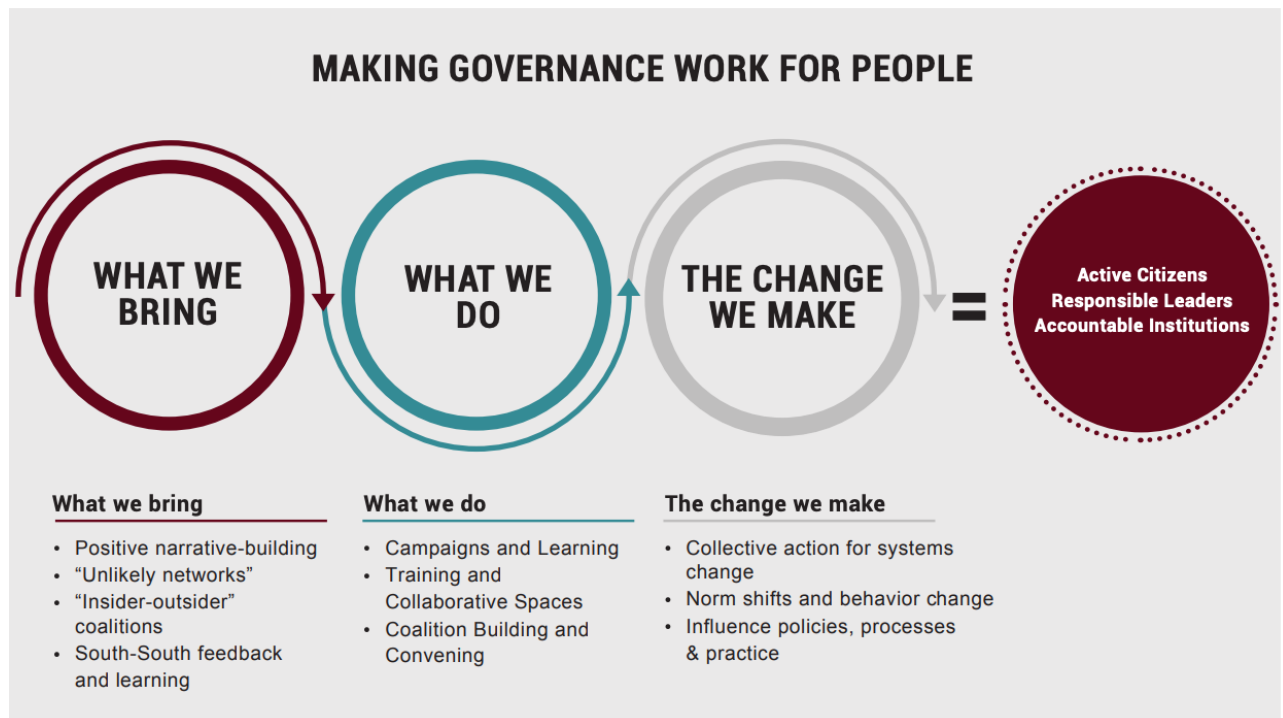 MAKING GOVERNANCE WORK FOR PEOPLE
WHAT WE
BRING
WHAT WE
DO
THE CHANGE
WE MAKE
=
Active Citizens
Responsible Leaders
Accountable Institutions
What we bring
• Positive narrative-building
• “Unlikely networks”
• “Insider-outsider”
coalitions
• South-South feedback
and learning
What we do
• Campaigns and Learning
• Training and
Collaborative Spaces
• Coalition Building and
Convening
The change we make
• Collective action for systems
change
• Norm shifts and behavior change
• Influence policies, processes
& practice